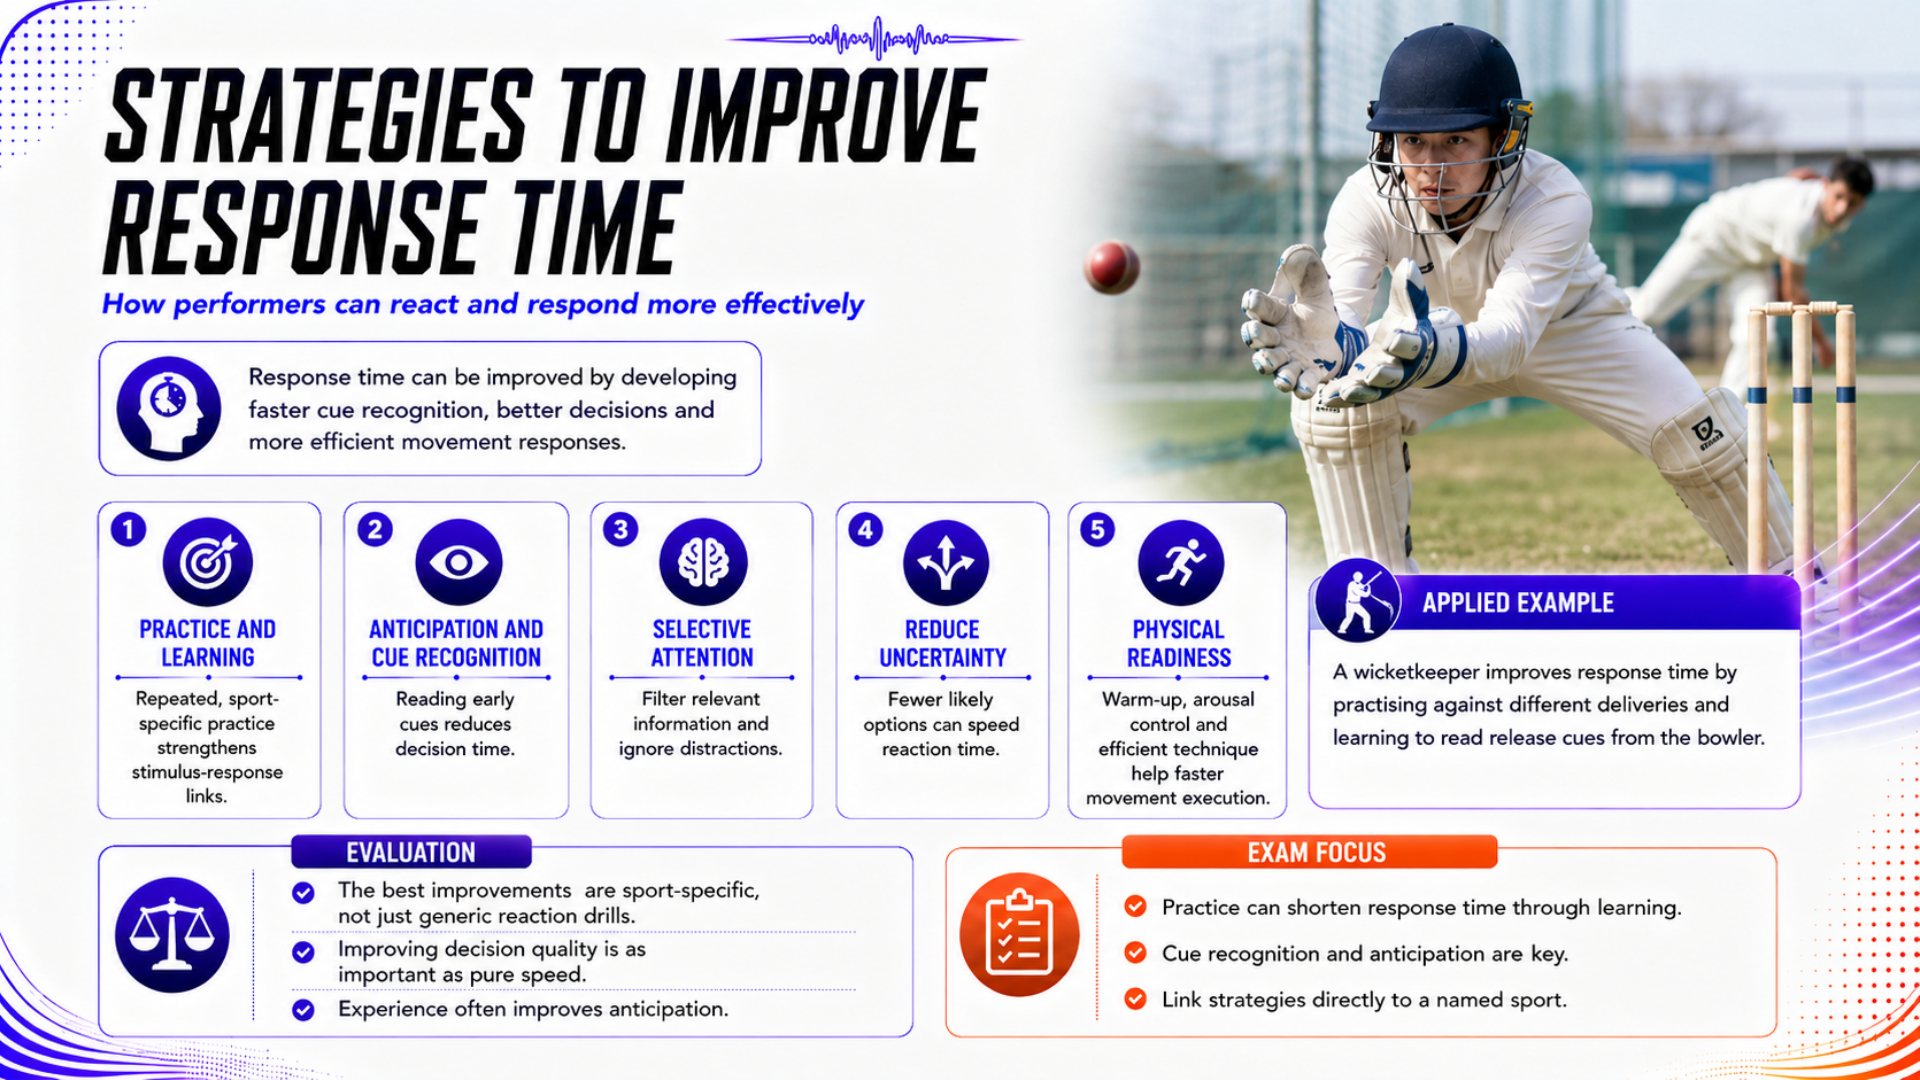 STRATEGIES TO IMPROVE
RESPONSE TIME
How performers can react and respond more effectively
Response time can be improved by developing
faster cue recognition, better decisions and
more efficient movement responses.
1
PRACTICE AND
LEARNING
Repeated, sport-
specific practice
strengthens
stimulus-response
links.
2
ANTICIPATION AND
CUE RECOGNITION
Reading early
cues reduces
decision time.
3
SELECTIVE
ATTENTION
Filter relevant
information and
ignore distractions.
4
REDUCE
UNCERTAINTY
Fewer likely
options can speed
reaction time.
5
PHYSICAL
READINESS
Warm-up, arousal
control and
efficient technique
help faster
movement execution.
APPLIED EXAMPLE
A wicketkeeper improves response time by
practising against different deliveries and
learning to read release cues from the bowler.
EVALUATION
The best improvements are sport-specific,
not just generic reaction drills.
Improving decision quality is as
important as pure speed.
Experience often improves anticipation.
EXAM FOCUS
Practice can shorten response time through learning.
Cue recognition and anticipation are key.
Link strategies directly to a named sport.